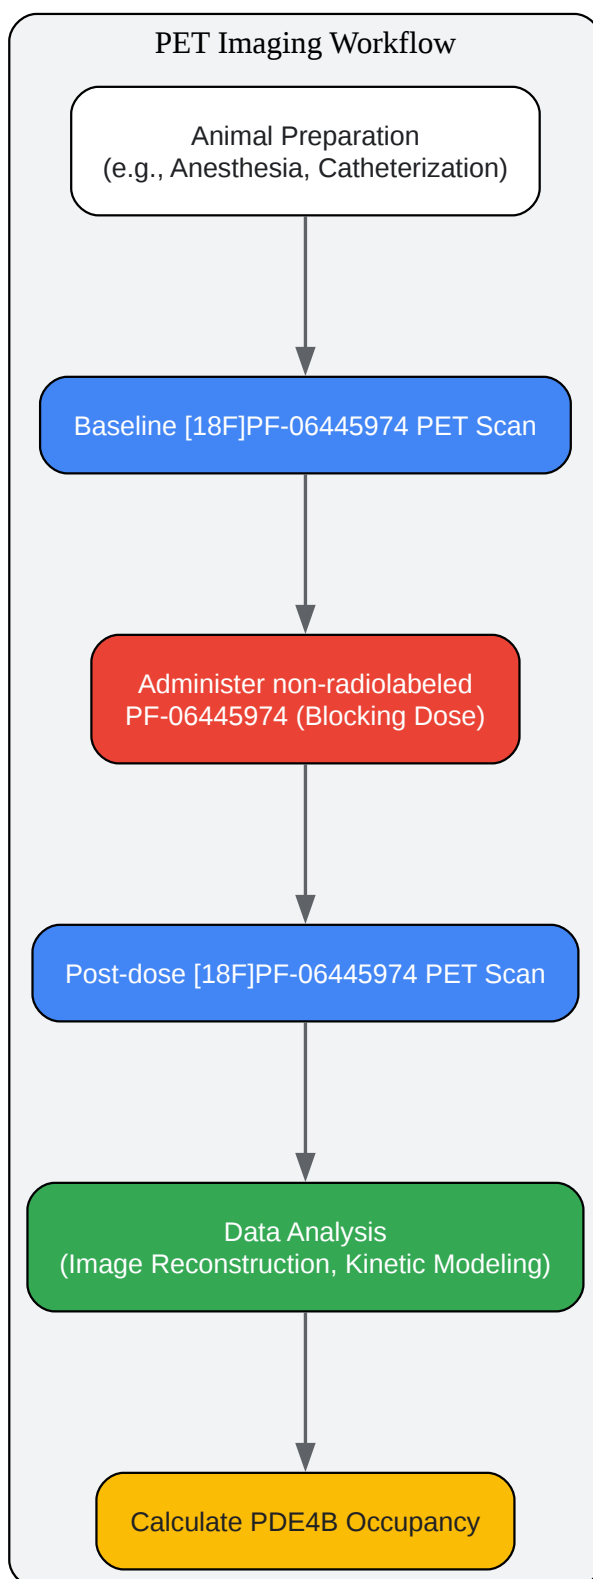 PET Imaging Workflow
Animal Preparation
(e.g., Anesthesia, Catheterization)
Baseline [18F]PF-06445974 PET Scan
Administer non-radiolabeled
PF-06445974 (Blocking Dose)
Post-dose [18F]PF-06445974 PET Scan
Data Analysis
(Image Reconstruction, Kinetic Modeling)
Calculate PDE4B Occupancy